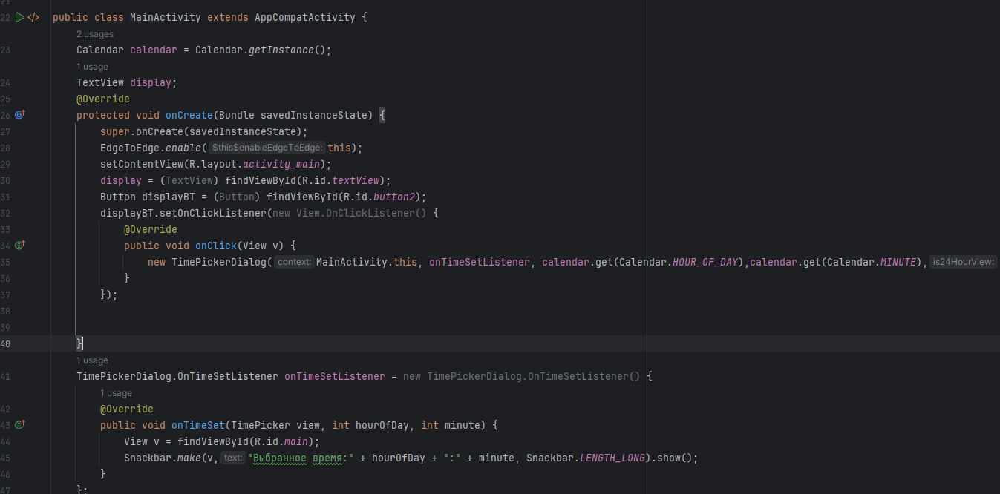 21
22 public class MainActivity extends AppCompatActivity {
2 usages
23 Calendar calendar = Calendar.getInstance();
1 usage
24 TextView display;
25 @Override
26 protected void onCreate(Bundle savedInstanceState) {
27 super.onCreate(savedInstanceState);
28 EdgeToEdge.enable( $this$enableEdgeToEdge: this);
29 setContentView(R.layout.activity_main);
30 display = (TextView) findViewById(R.id.textView);
31 Button displayBT = (Button) findViewById(R.id.button2);
32 displayBT.setOnClickListener(new View.OnClickListener() {
33 @Override
34 public void onClick(View v) {
35 new TimePickerDialog( context: MainActivity.this, onTimeSetListener, calendar.get(Calendar.HOUR_OF_DAY),calendar.get(Calendar.MINUTE), is24HourView:
36 }
37 });
38
39
40 }
1 usage
41 TimePickerDialog.OnTimeSetListener onTimeSetListener = new TimePickerDialog.OnTimeSetListener() {
1 usage
42 @Override
43 public void onTimeSet(TimePicker view, int hourOfDay, int minute) {
44 View v = findViewById(R.id.main);
45 Snackbar.make(v, text: "Выбранное время:" + hourOfDay + ":" + minute, Snackbar.LENGTH_LONG).show();
46 }
47 };